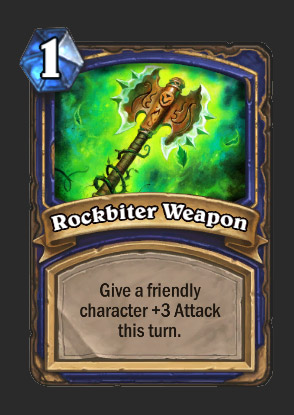 1
Rockbiter Weapon
Give a friendly
character +3 Attack
this turn.